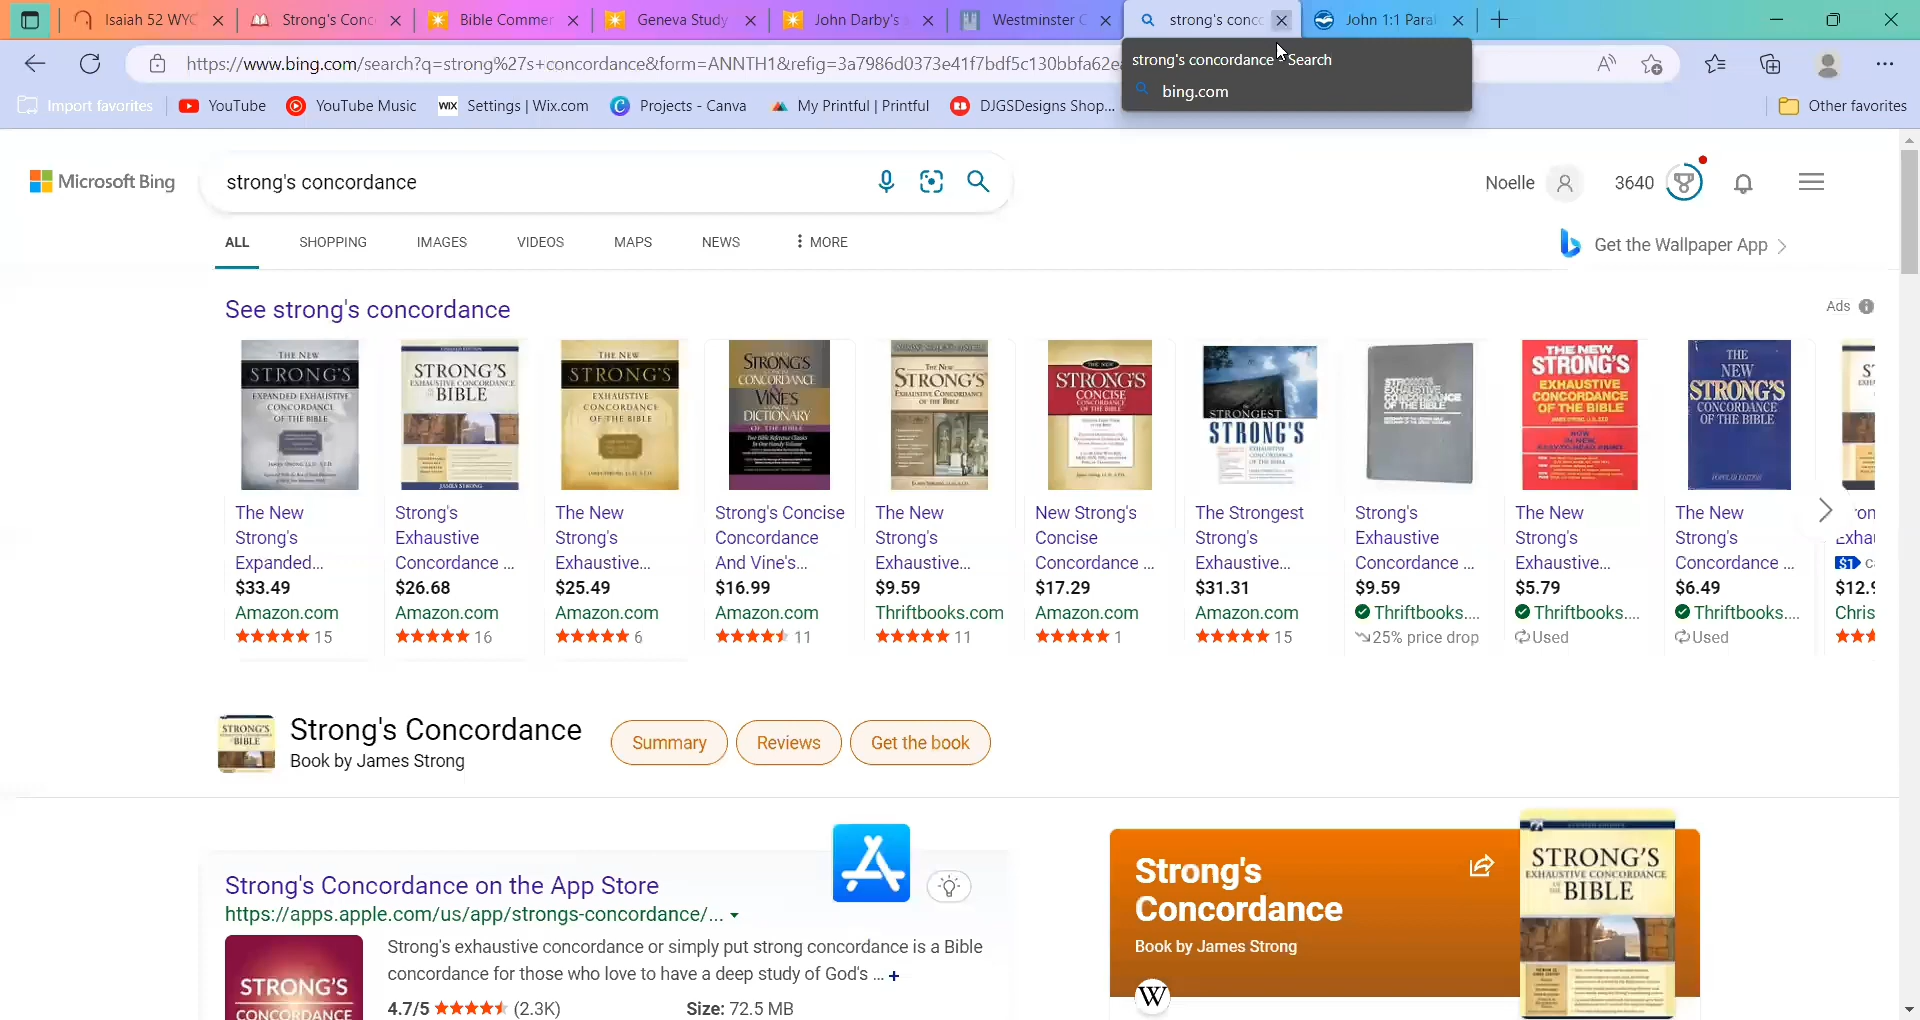 Isaiah 52 WYC
Strong's Conc
Bible Commer
Geneva Study
John Darby's
Westminster C
strong's conc
John 1:1 Paral
https://www.bing.com/search?q=strong%27s+concordance&form=ANNTH1&refig=3a7986d0373e41f7bdf5c130bbfa62e
strong's concordance - Search
bing.com
Import favorites
YouTube
YouTube Music
WIX Settings | Wix.com
Projects - Canva
My Printful | Printful
DJGSDesigns Shop...
Other favorites
Microsoft Bing
strong's concordance
Noelle
3640
ALL SHOPPING IMAGES VIDEOS MAPS NEWS MORE
Get the Wallpaper App
See strong's concordance
Ads
THE NEW
STRONG'S
EXPANDED EXHAUSTIVE
CONCORDANCE
OF THE BIBLE
STRONG'S
EXHAUSTIVE CONCORDANCE
BIBLE
JAMES STRONG
THE NEW
STRONG'S
EXHAUSTIVE
CONCORDANCE
OF THE BIBLE
STRONG'S
CONCISE
CONCORDANCE
VINE'S
DICTIONARY
OF THE BIBLE
THE NEW
STRONG'S
EXHAUSTIVE CONCORDANCE
OF THE BIBLE
THE NEW
STRONG'S
CONCISE
CONCORDANCE
OF THE BIBLE
STRONGEST
STRONG'S
STRONG'S
EXHAUSTIVE
CONCORDANCE
OF THE BIBLE
THE NEW
STRONG'S
EXHAUSTIVE
CONCORDANCE
OF THE BIBLE
THE
NEW
STRONG'S
CONCORDANCE
OF THE BIBLE
POPULAR EDITION
The New
Strong's
Expanded...
$33.49
Amazon.com
15
Strong's
Exhaustive
Concordance ...
$26.68
Amazon.com
16
The New
Strong's
Exhaustive...
$25.49
Amazon.com
6
Strong's Concise
Concordance
And Vine's...
$16.99
Amazon.com
11
The New
Strong's
Exhaustive...
$9.59
Thriftbooks.com
11
New Strong's
Concise
Concordance ...
$17.29
Amazon.com
1
The Strongest
Strong's
Exhaustive...
$31.31
Amazon.com
15
Strong's
Exhaustive
Concordance ...
$9.59
Thriftbooks....
25% price drop
The New
Strong's
Exhaustive...
$5.79
Thriftbooks....
Used
The New
Strong's
Concordance ...
$6.49
Thriftbooks....
Used
Exhau
$1
$12.9
Chris
STRONG'S
BIBLE
Strong's Concordance
Book by James Strong
Summary
Reviews
Get the book
Strong's Concordance on the App Store
https://apps.apple.com/us/app/strongs-concordance/...
Strong's exhaustive concordance or simply put strong concordance is a Bible
concordance for those who love to have a deep study of God's ... +
4.7/5 (2.3K)
Size: 72.5 MB
STRONG'S
CONCORDANCE
Strong's
Concordance
Book by James Strong
W
STRONG'S
EXHAUSTIVE CONCORDANCE
BIBLE